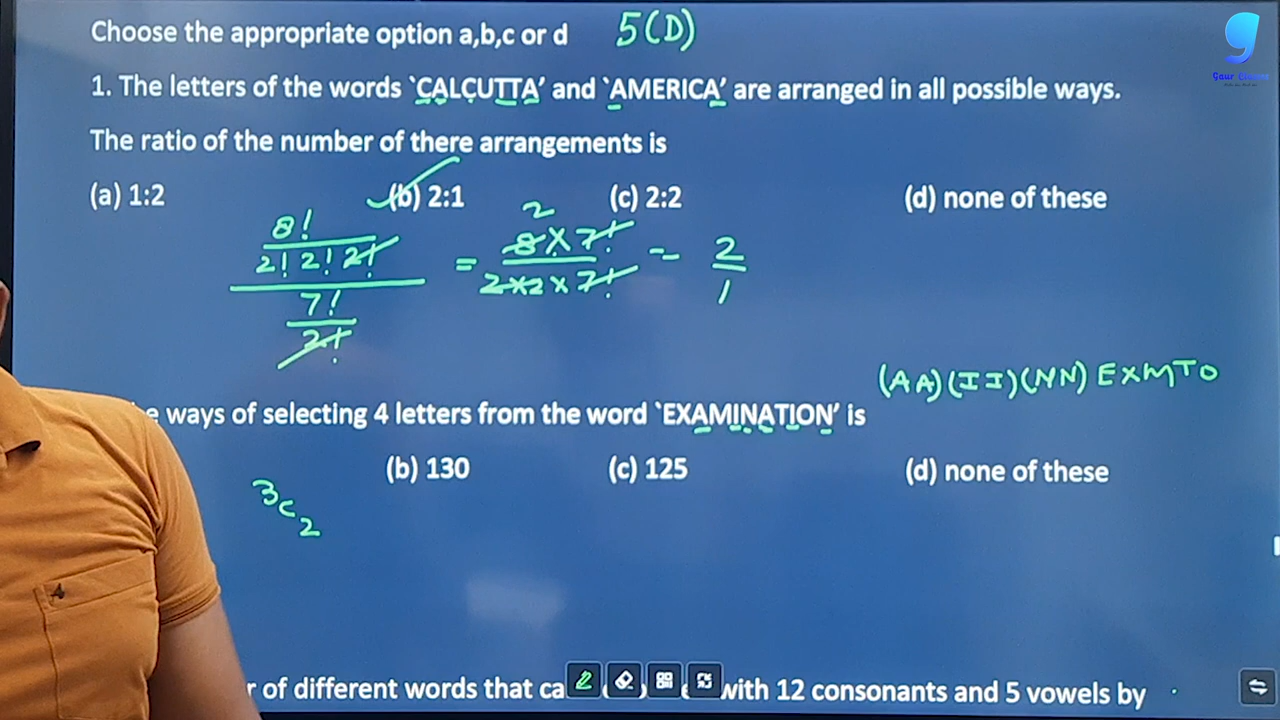 Choose the appropriate option a,b,c or d 5(D)
1. The letters of the words `CALCUTTA' and `AMERICA' are arranged in all possible ways.
The ratio of the number of there arrangements is
(a) 1:2 (b) 2:1 (c) 2:2 (d) none of these
8! / 2! 2! 2! / 7! / 2! = 8 × 7! / 2×2 × 7! = 2 / 1
2
(AA)(II)(NN) EXMTO
ways of selecting 4 letters from the word `EXAMINATION' is
(b) 130 (c) 125 (d) none of these
3c2
of different words that with 12 consonants and 5 vowels by
g
Gaur Classes